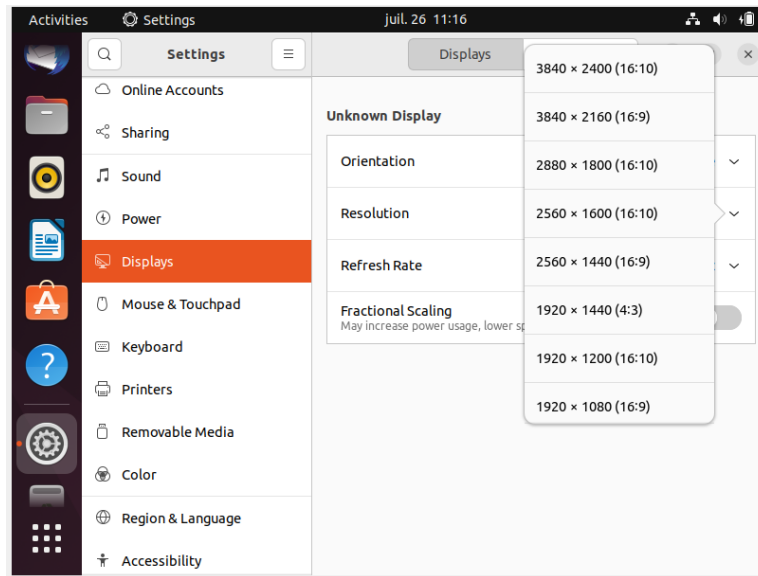 Activities
Settings
juil. 26 11:16
Settings
Displays
Online Accounts
Sharing
Sound
Power
Displays
Mouse & Touchpad
Keyboard
Printers
Removable Media
Color
Region & Language
Accessibility
Unknown Display
Orientation
Resolution
Refresh Rate
Fractional Scaling
May increase power usage, lower
3840 × 2400 (16:10)
3840 × 2160 (16:9)
2880 × 1800 (16:10)
2560 × 1600 (16:10)
2560 × 1440 (16:9)
1920 × 1440 (4:3)
1920 × 1200 (16:10)
1920 × 1080 (16:9)